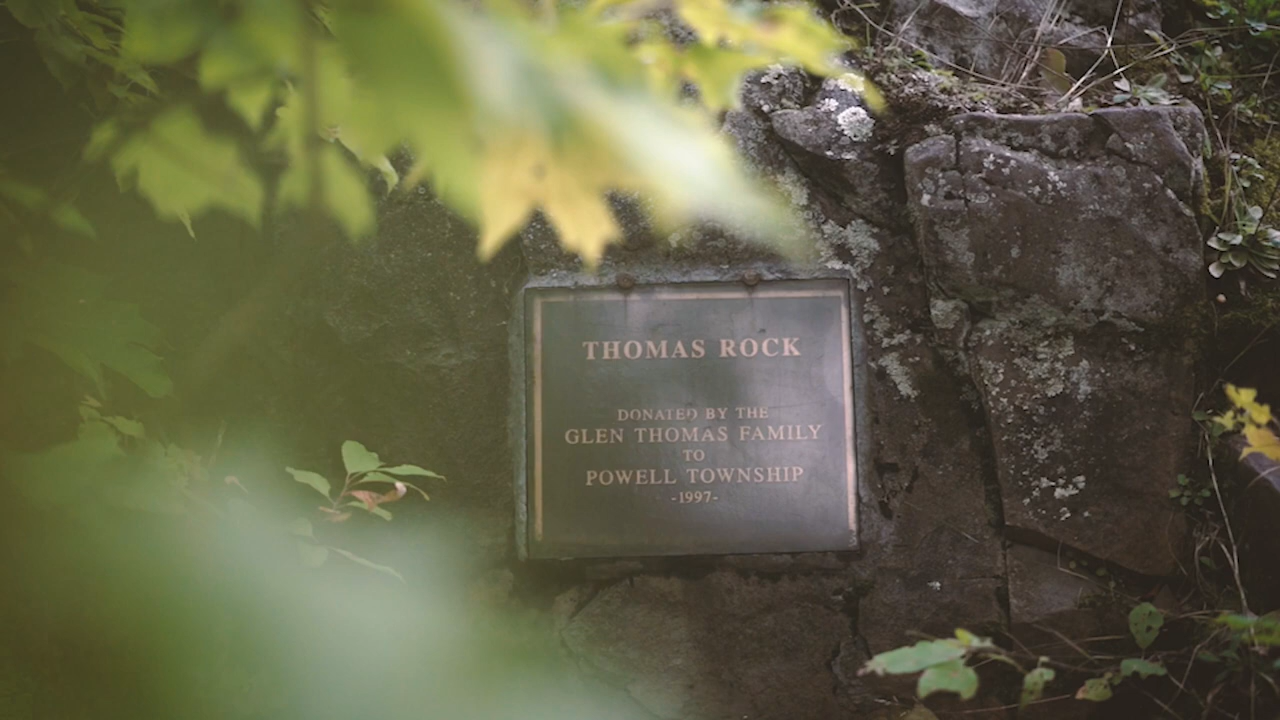 THOMAS ROCK
DONATED BY THE
GLEN THOMAS FAMILY
TO
POWELL TOWNSHIP
-1997-